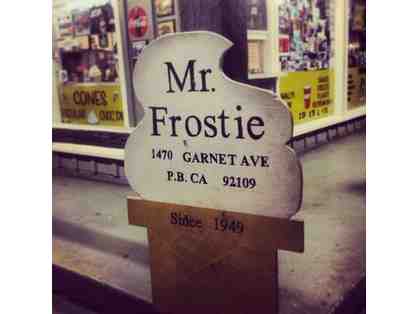 Mr.
Frostie
1470 GARNET AVE
P.B. CA 92109
Since 1949
CONES